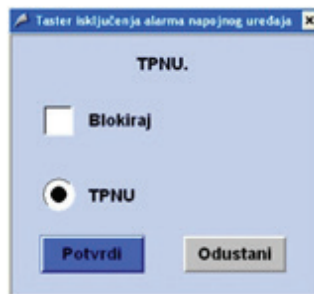 Taster isključenja alarma napojnog uređaja
TPNU.
Blokiraj
TPNU
Potvrdi
Odustani